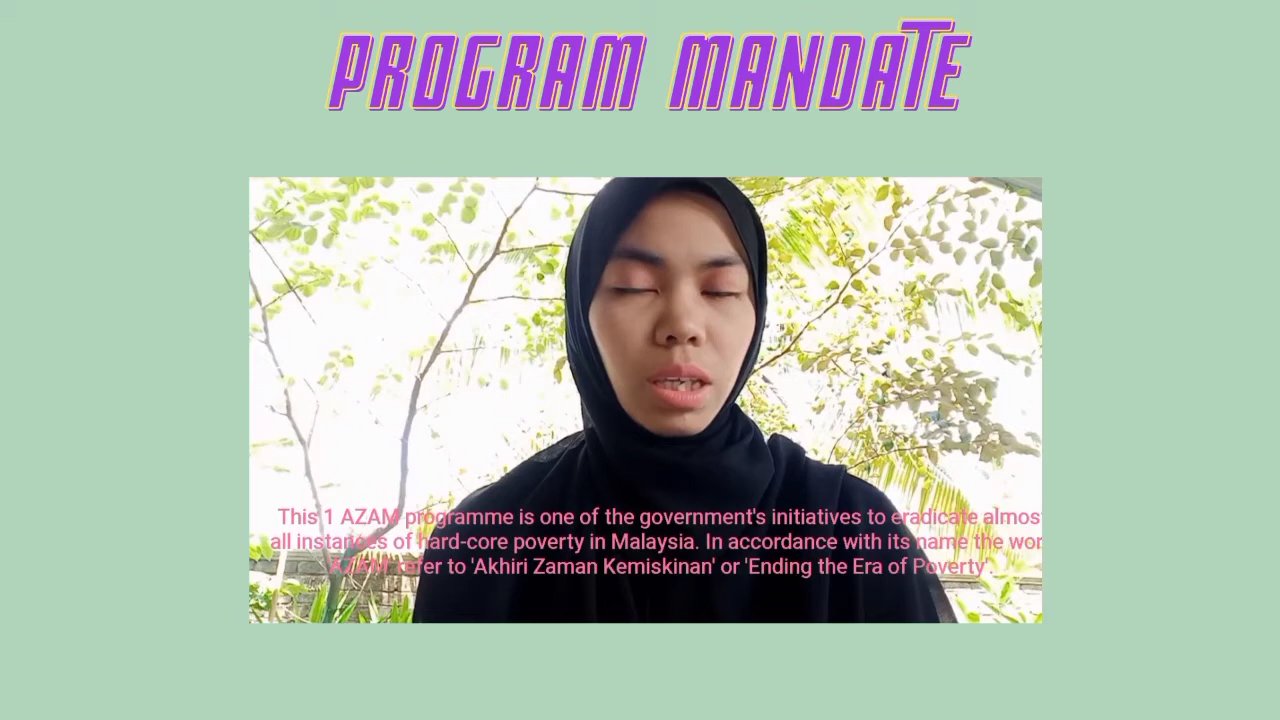 PROGRAM MANDATE
This 1 AZAM programme is one of the government's initiatives to eradicate almos
all instances of hard-core poverty in Malaysia. In accordance with its name the wor
'AZAM' refer to 'Akhiri Zaman Kemiskinan' or 'Ending the Era of Poverty'.